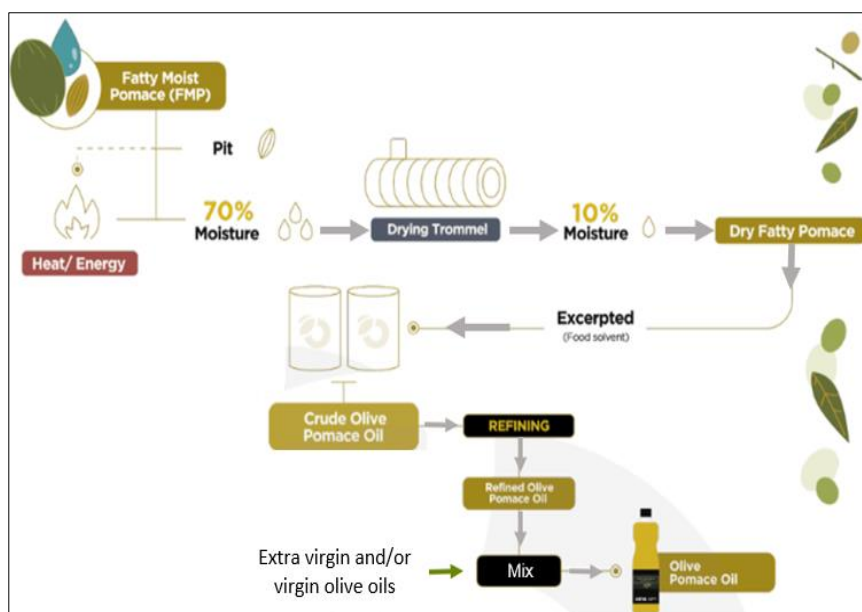 Fatty Moist
Pomace (FMP)
Pit
70%
Moisture
Heat/ Energy
Drying Trommel
10%
Moisture
Dry Fatty Pomace
Excerpted
(Food solvent)
Crude Olive
Pomace Oil
REFINING
Refined Olive
Pomace Oil
Extra virgin and/or
virgin olive oils
Mix
Olive
Pomace Oil